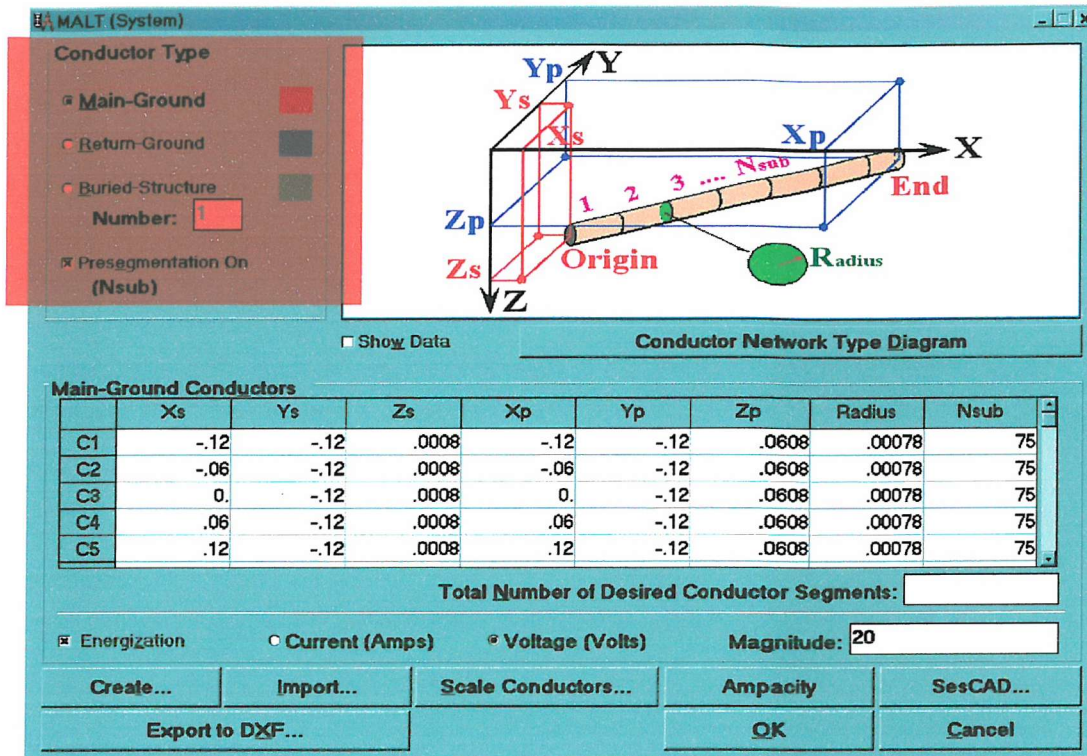 MALT (System)
Conductor Type
Main-Ground
Return-Ground
Buried-Structure
Number: 1
Presegmentation On
(Nsub)
Y
Yp
Ys
Xs
Xp
X
Zp
Zs
Z
1 2 3 .... Nsub
Origin
End
Radius
Show Data
Conductor Network Type Diagram
Main-Ground Conductors
Xs Ys Zs Xp Yp Zp Radius Nsub
C1 -.12 -.12 .0008 -.12 -.12 .0608 .00078 75
C2 -.06 -.12 .0008 -.06 -.12 .0608 .00078 75
C3 0. -.12 .0008 0. -.12 .0608 .00078 75
C4 .06 -.12 .0008 .06 -.12 .0608 .00078 75
C5 .12 -.12 .0008 .12 -.12 .0608 .00078 75
Total Number of Desired Conductor Segments:
Energization Current (Amps) Voltage (Volts) Magnitude: 20
Create... Import... Scale Conductors... Ampacity SesCAD...
Export to DXF... OK Cancel